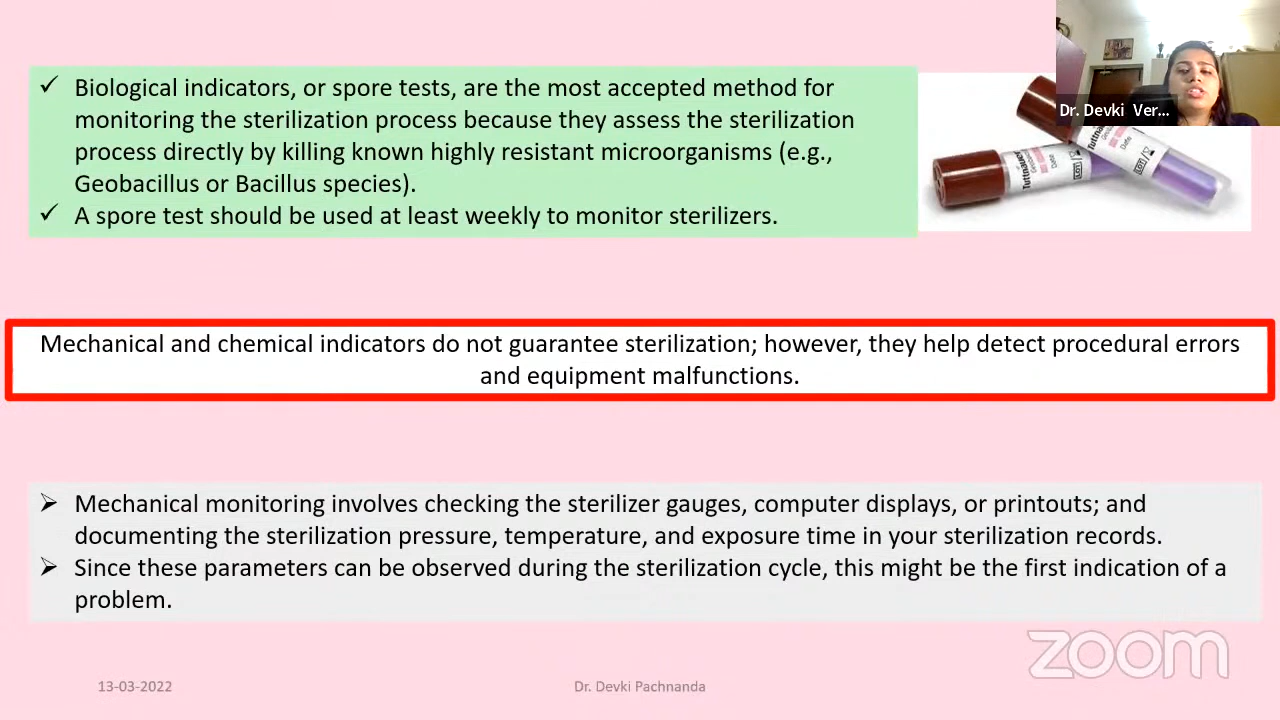 ✓ Biological indicators, or spore tests, are the most accepted method for
monitoring the sterilization process because they assess the sterilization
process directly by killing known highly resistant microorganisms (e.g.,
Geobacillus or Bacillus species).
✓ A spore test should be used at least weekly to monitor sterilizers.
Dr. Devki Ver...
LOT
Date
LOT
Date
Mechanical and chemical indicators do not guarantee sterilization; however, they help detect procedural errors
and equipment malfunctions.
➢ Mechanical monitoring involves checking the sterilizer gauges, computer displays, or printouts; and
documenting the sterilization pressure, temperature, and exposure time in your sterilization records.
➢ Since these parameters can be observed during the sterilization cycle, this might be the first indication of a
problem.
zoom
13-03-2022
Dr. Devki Pachnanda